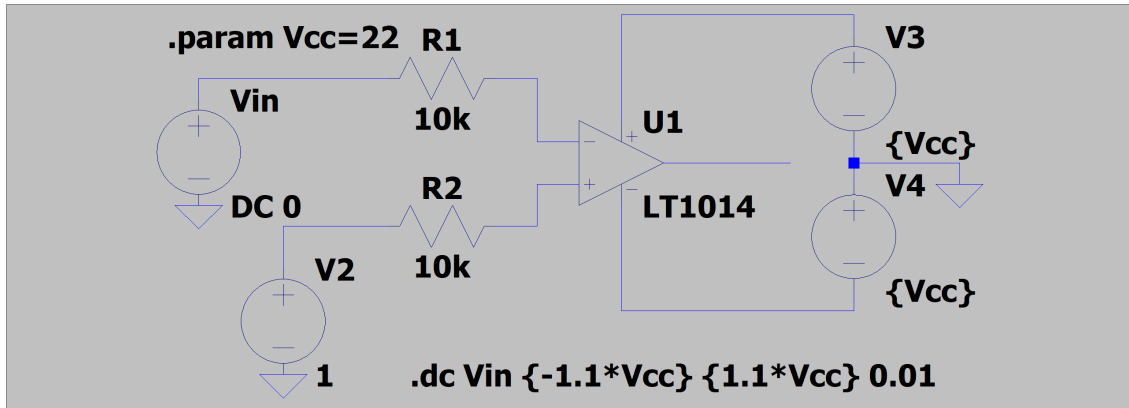 .param Vcc=22
R1
V3
Vin
10k
U1
{Vcc}
R2
V4
DC 0
LT1014
V2
10k
{Vcc}
1
.dc Vin {-1.1*Vcc} {1.1*Vcc} 0.01